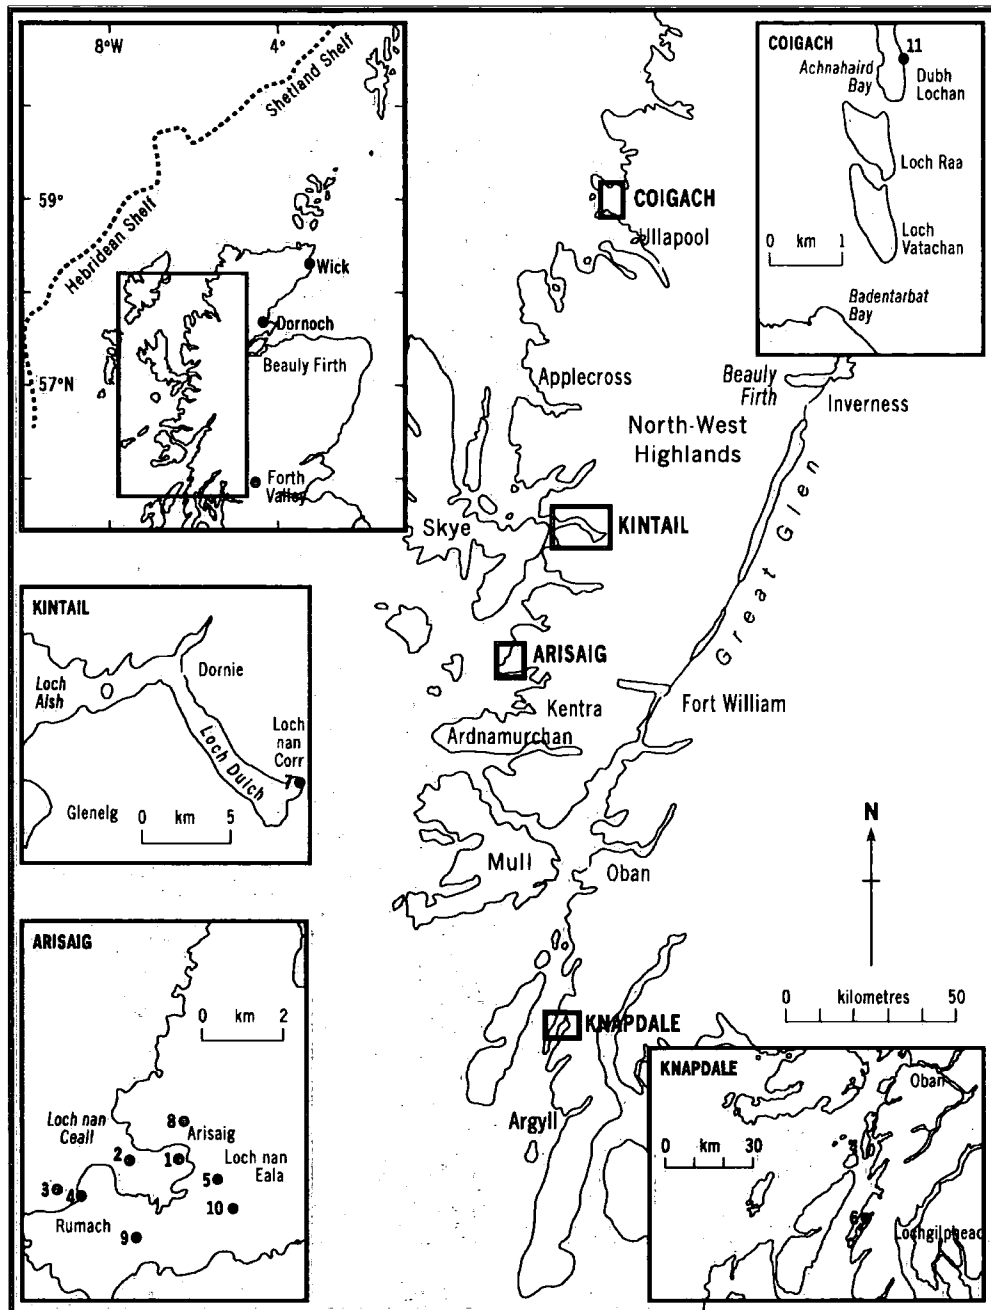 8°W
4°
Shetland Shelf
59°
Hebridean Shelf
Wick
Dornoch
Beauly Firth
57°N
Forth
Valley
COIGACH
11
Achnahaird
Bay
Dubh
Lochan
Loch Raa
0 km 1
Loch
Vatachan
Badentarbat
Bay
COIGACH
Ullapool
Applecross
Beauly
Firth
Inverness
North-West
Highlands
Great Glen
Skye
KINTAIL
ARISAIG
Kentra
Fort William
Ardnamurchan
Mull
Oban
N
0 kilometres 50
KNAPDALE
Argyll
KINTAIL
Dornie
Loch
Alsh
Loch
nan
Corr
Loch Duich
7
Glenelg
0 km 5
ARISAIG
0 km 2
Loch nan
Ceall
8
Arisaig
2
1
Loch nan
Eala
5
3
4
10
Rumach
9
KNAPDALE
Oban
0 km 30
6
Lochgilphead